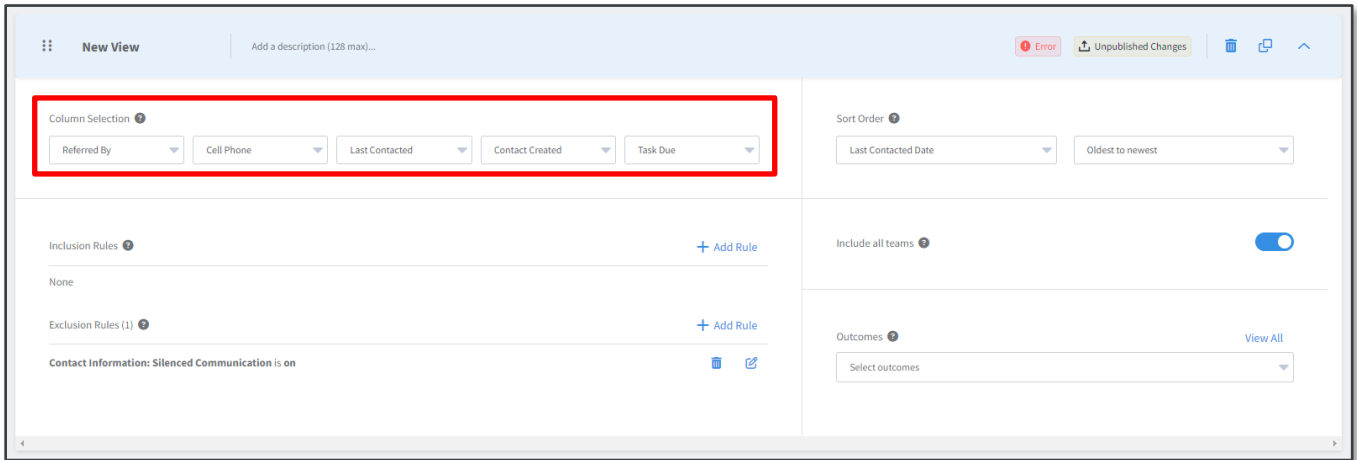 New View
Add a description (128 max)...
Error
Unpublished Changes
Column Selection
Referred By
Cell Phone
Last Contacted
Contact Created
Task Due
Sort Order
Last Contacted Date
Oldest to newest
Inclusion Rules
+ Add Rule
None
Include all teams
Exclusion Rules (1)
+ Add Rule
Contact Information: Silenced Communication is on
Outcomes
View All
Select outcomes